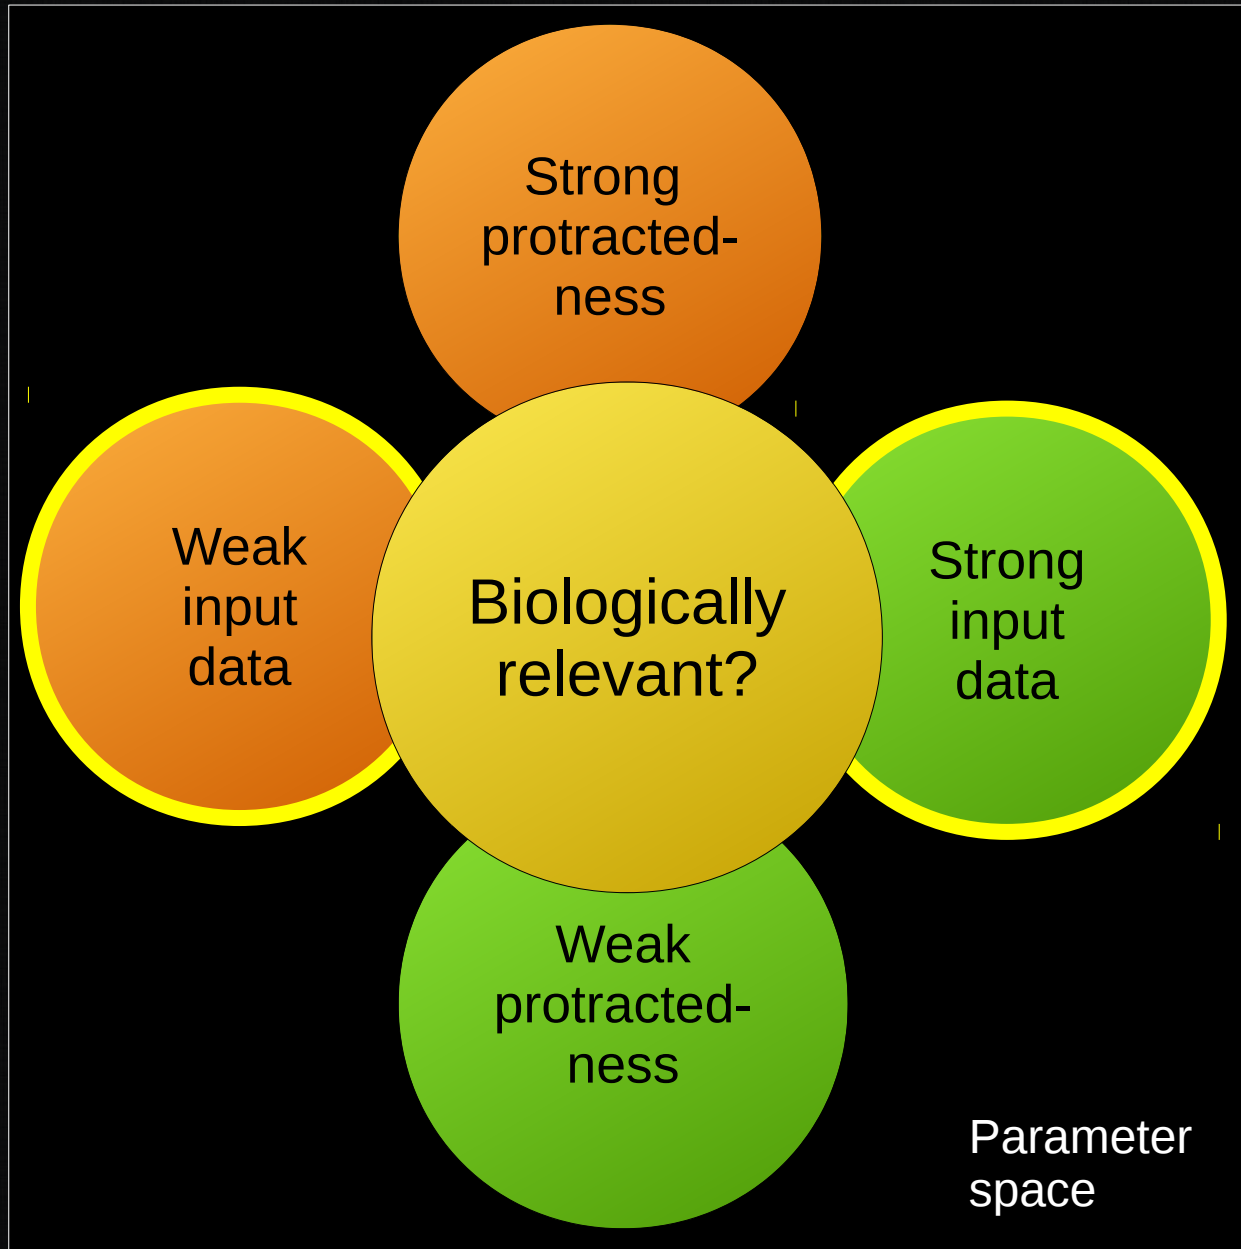 Strong
protracted-
ness
Weak
input
data
Biologically
relevant?
Strong
input
data
Weak
protracted-
ness
Parameter
space